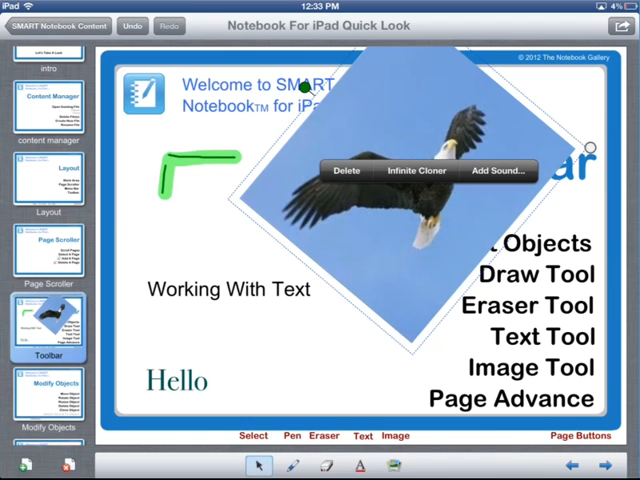 iPad
12:33 PM
4%
SMART Notebook Content
Undo
Redo
Notebook For iPad Quick Look
© 2012 The Notebook Gallery
Let's Take A Look
intro
Welcome to SMART
Notebook™ for iPa
Content Manager
content manager
Delete
Infinite Cloner
Add Sound...
ar
Layout
Layout
Page Scroller
Page Scroller
t Objects
Draw Tool
Eraser Tool
Text Tool
Image Tool
Page Advance
Working With Text
Hello
Toolbar
Modify Objects
Modify Objects
Select
Pen
Eraser
Text
Image
Page Buttons
A